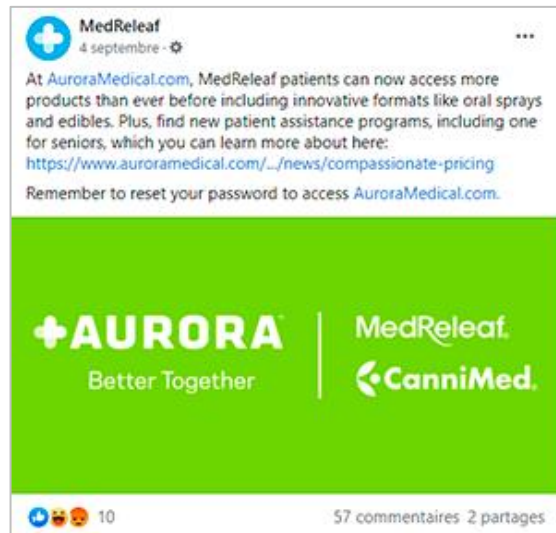 MedReleaf
4 septembre ·
At AuroraMedical.com, MedReleaf patients can now access more
products than ever before including innovative formats like oral sprays
and edibles. Plus, find new patient assistance programs, including one
for seniors, which you can learn more about here:
https://www.auroramedical.com/.../news/compassionate-pricing
Remember to reset your password to access AuroraMedical.com.
AURORA
Better Together
MedReleaf.
CanniMed.
10
57 commentaires 2 partages